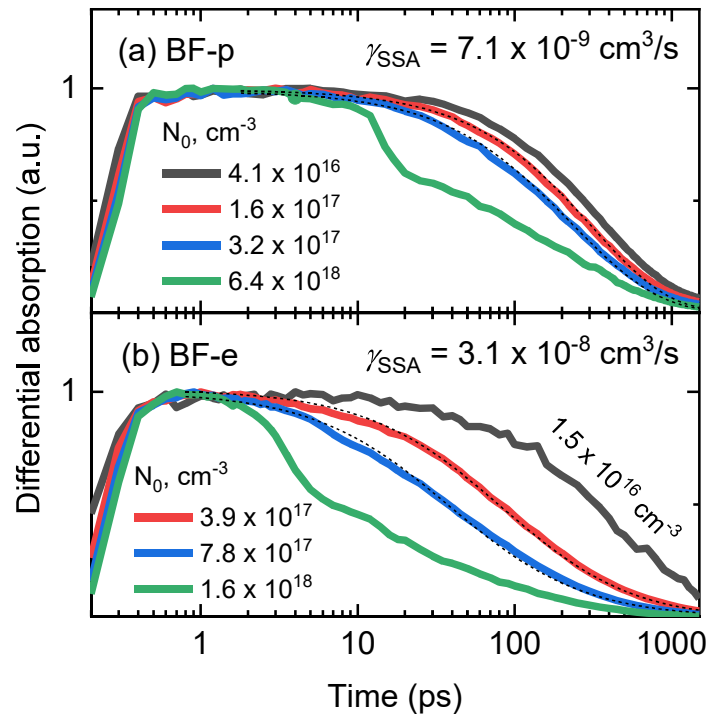 (a) BF-p
γSSA = 7.1 x 10⁻⁹ cm³/s
1
N₀, cm⁻³
4.1 x 10¹⁶
1.6 x 10¹⁷
3.2 x 10¹⁷
6.4 x 10¹⁸
Differential absorption (a.u.)
(b) BF-e
γSSA = 3.1 x 10⁻⁸ cm³/s
1
1.5 x 10¹⁶ cm⁻³
N₀, cm⁻³
3.9 x 10¹⁷
7.8 x 10¹⁷
1.6 x 10¹⁸
1 10 100 1000
Time (ps)